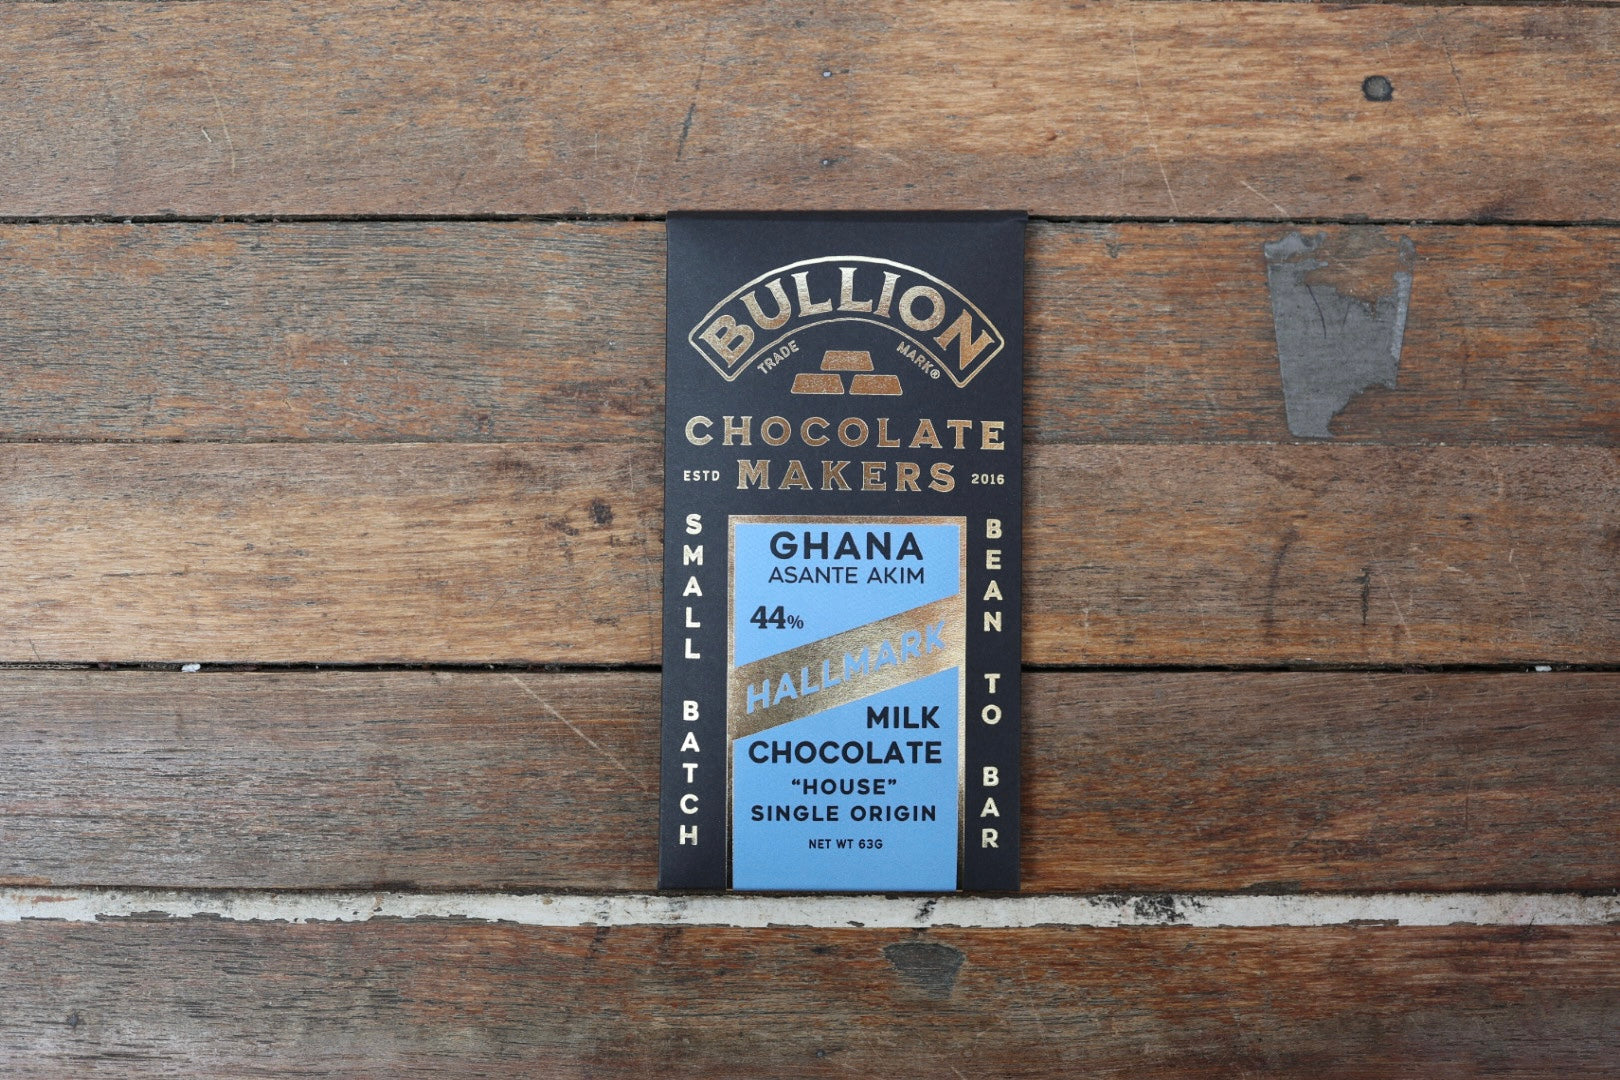 BULLION
TRADE MARK®
CHOCOLATE
ESTD MAKERS 2016
SMALL BATCH
BEAN TO BAR
GHANA
ASANTE AKIM
44%
HALLMARK
MILK
CHOCOLATE
“HOUSE”
SINGLE ORIGIN
NET WT 63G